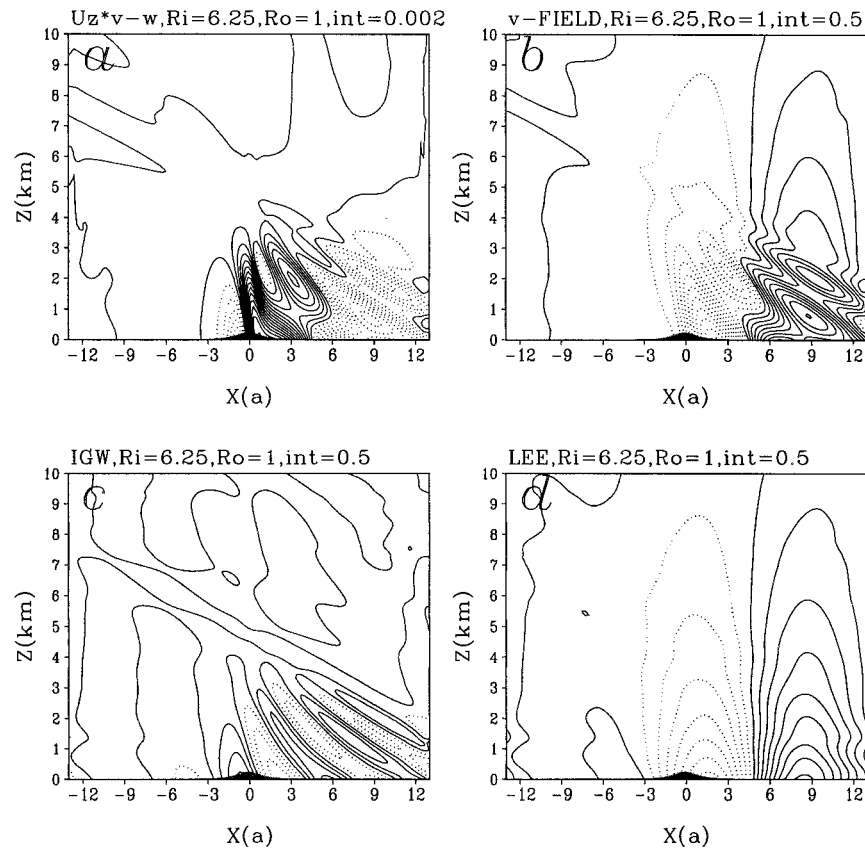 Uz*v-w,Ri=6.25,Ro=1,int=0.002
a
10
9
8
7
6
5
4
3
2
1
0
Z(km)
-12 -9 -6 -3 0 3 6 9 12
X(a)
v-FIELD,Ri=6.25,Ro=1,int=0.5
b
10
9
8
7
6
5
4
3
2
1
0
Z(km)
-12 -9 -6 -3 0 3 6 9 12
X(a)
IGW,Ri=6.25,Ro=1,int=0.5
c
10
9
8
7
6
5
4
3
2
1
0
Z(km)
-12 -9 -6 -3 0 3 6 9 12
X(a)
LEE,Ri=6.25,Ro=1,int=0.5
d
10
9
8
7
6
5
4
3
2
1
0
Z(km)
-12 -9 -6 -3 0 3 6 9 12
X(a)